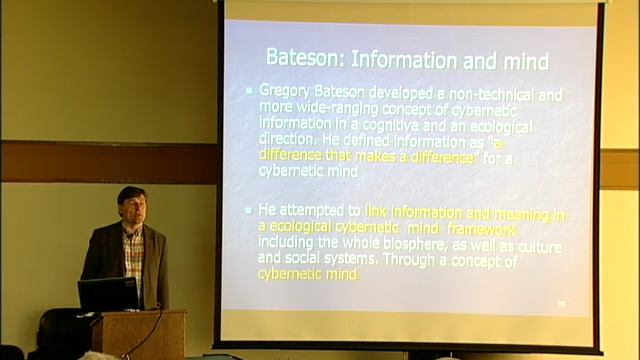 Bateson: Information and mind
Gregory Bateson developed a non-technical and
more wide-ranging concept of cybernetic
information in a cognitive and an ecological
direction. He defined information as "a
difference that makes a difference" for a
cybernetic mind
He attempted to link information and meaning in
a ecological cybernetic mind framework
including the whole biosphere, as well as culture
and social systems. Through a concept of
cybernetic mind